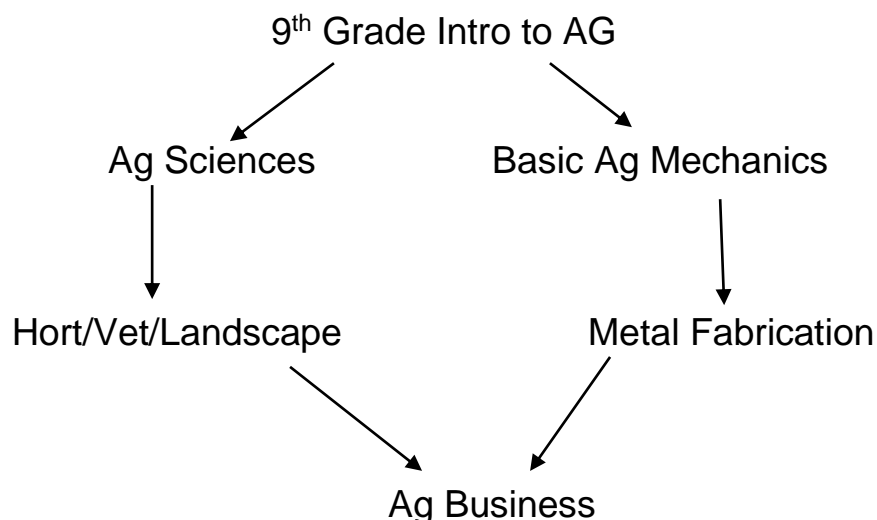 9th Grade Intro to AG
Ag Sciences
Basic Ag Mechanics
Hort/Vet/Landscape
Metal Fabrication
Ag Business